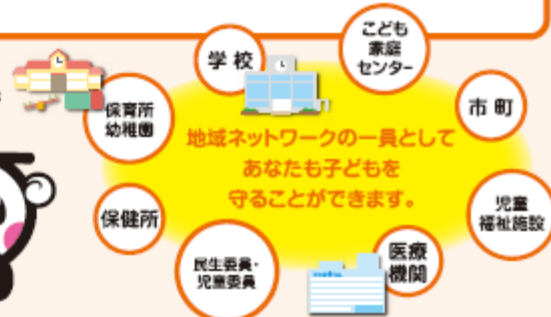 こども
家庭
センター
学校
市町
保育所
幼稚園
地域ネットワークの一員として
あなたも子どもを
守ることができます。
保健所
児童
福祉施設
医療
機関
民生委員・
児童委員